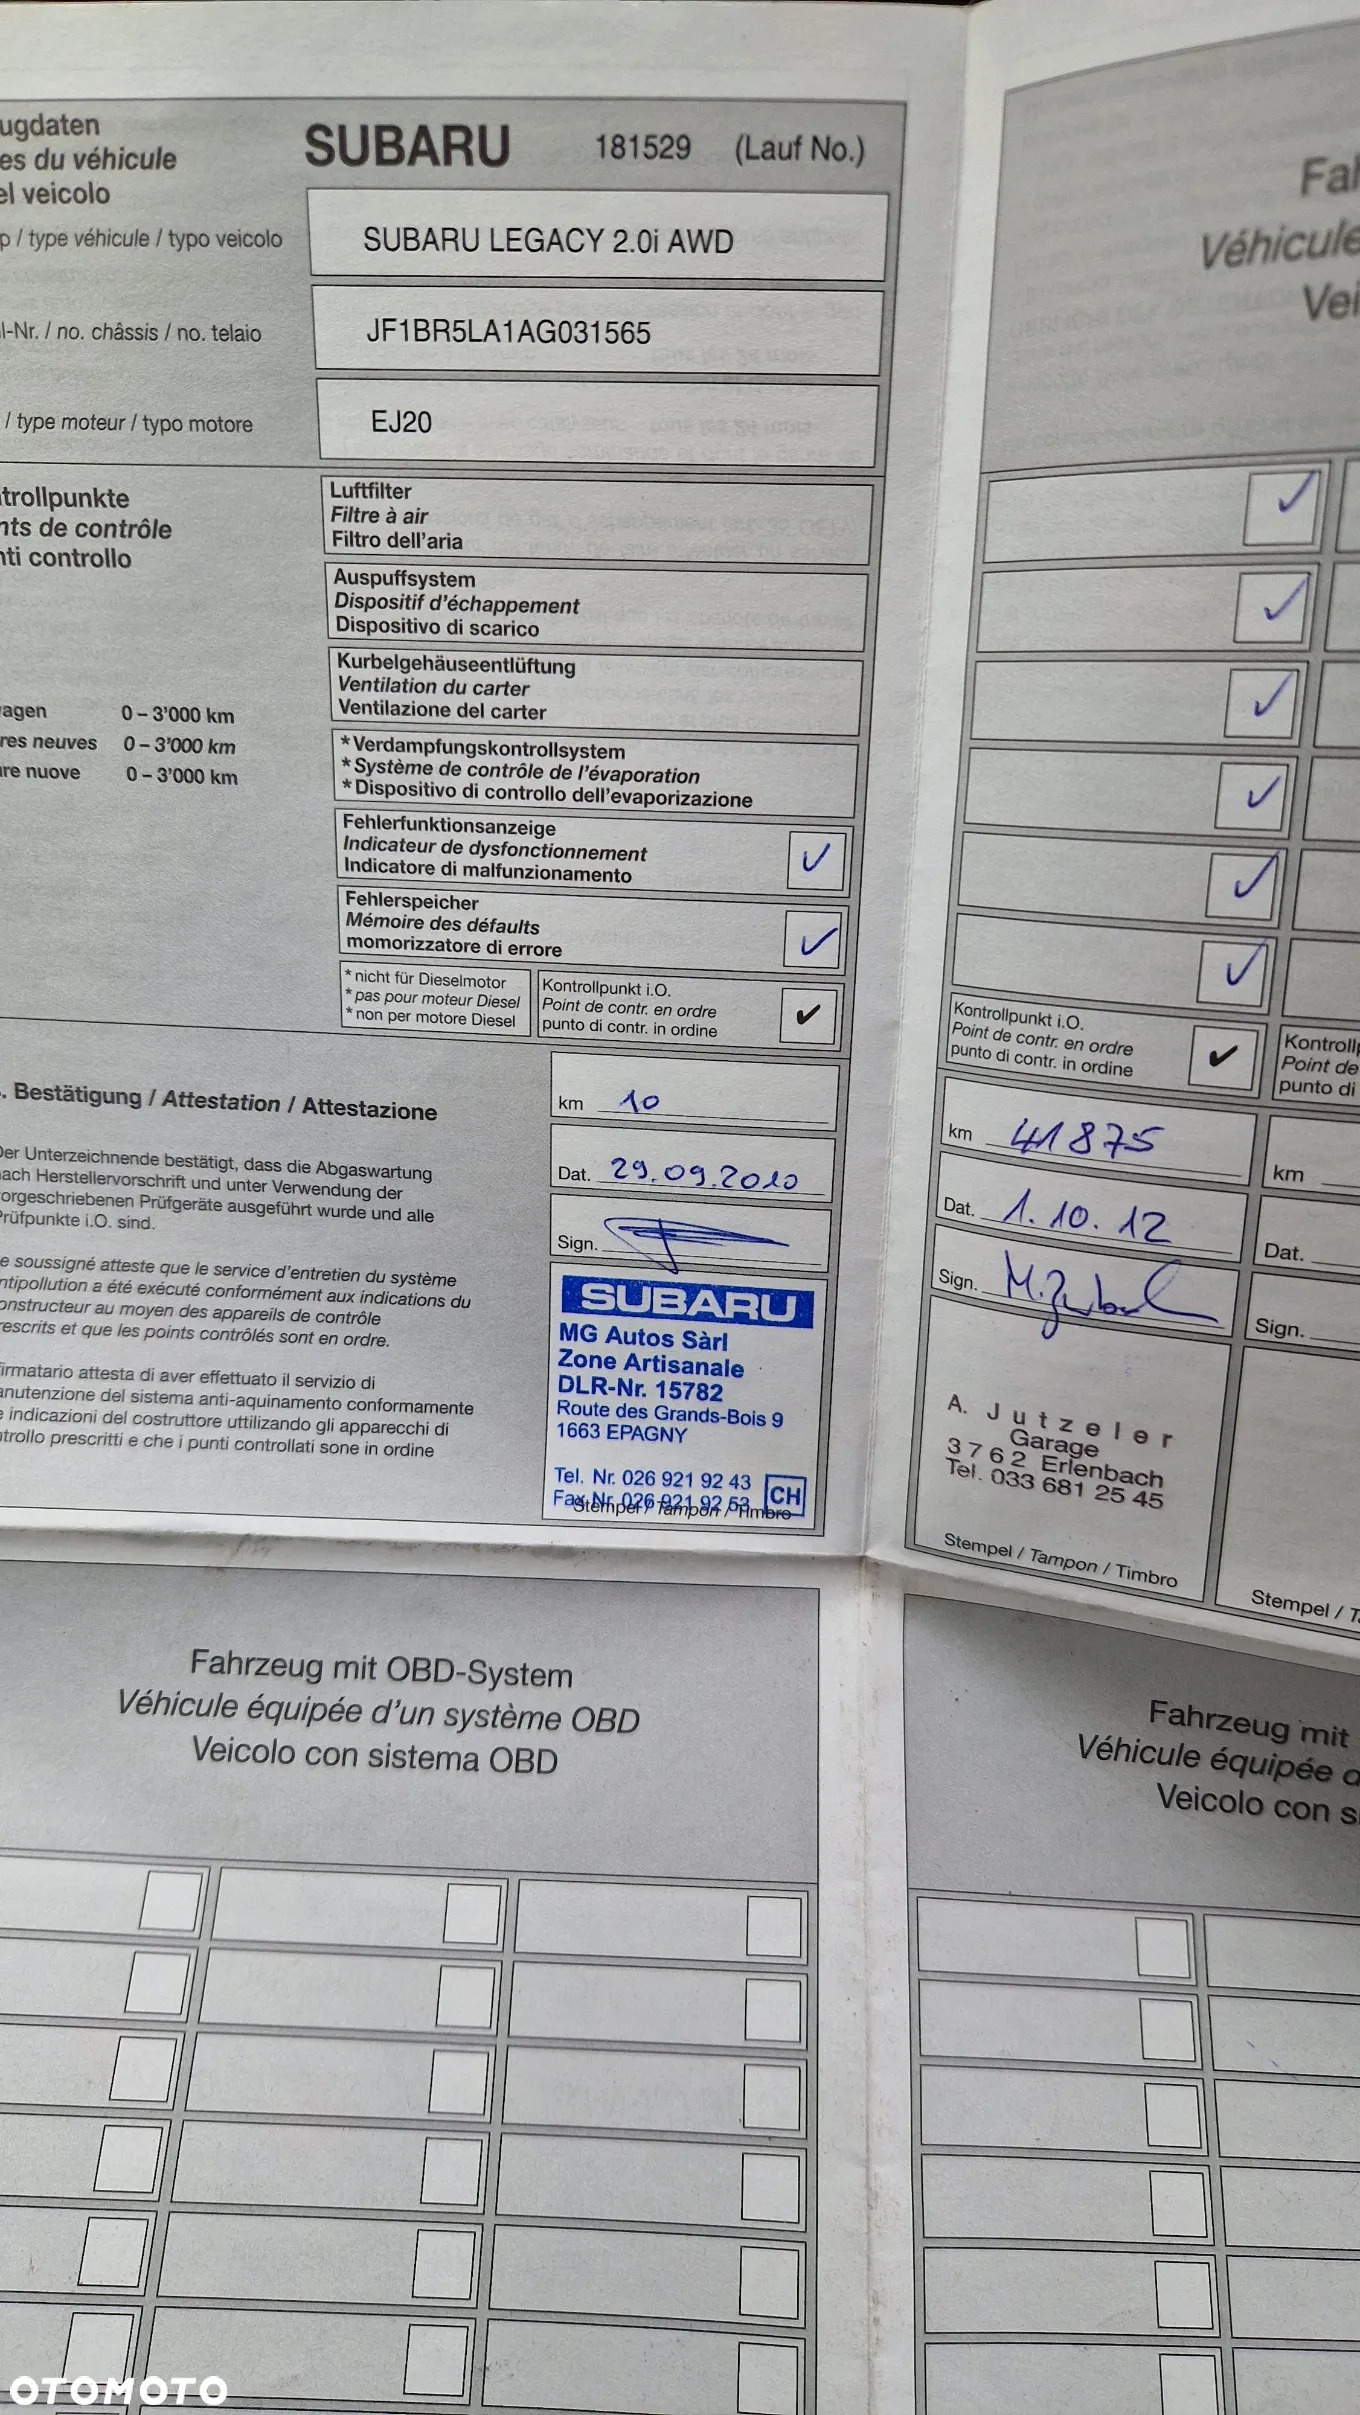 ugdaten
es du véhicule
el veicolo
SUBARU 181529 (Lauf No.)
p / type véhicule / typo veicolo
SUBARU LEGACY 2.0i AWD
l-Nr. / no. châssis / no. telaio
JF1BR5LA1AG031565
/ type moteur / typo motore
EJ20
trollpunkte
nts de contrôle
nti controllo
Luftfilter
Filtre à air
Filtro dell'aria
Auspuffsystem
Dispositif d'échappement
Dispositivo di scarico
Kurbelgehäuseentlüftung
Ventilation du carter
Ventilazione del carter
agen 0 – 3'000 km
res neuves 0 – 3'000 km
ure nuove 0 – 3'000 km
*Verdampfungskontrollsystem
*Système de contrôle de l'évaporation
*Dispositivo di controllo dell'evaporizazione
Fehlerfunktionsanzeige
Indicateur de dysfonctionnement
Indicatore di malfunzionamento
Fehlerspeicher
Mémoire des défauts
momorizzatore di errore
*nicht für Dieselmotor
*pas pour moteur Diesel
*non per motore Diesel
Kontrollpunkt i.O.
Point de contr. en ordre
punto di contr. in ordine
. Bestätigung / Attestation / Attestazione
km 10
Dat. 29.09.2010
Sign.
Der Unterzeichnende bestätigt, dass die Abgaswartung
nach Herstellervorschrift und unter Verwendung der
vorgeschriebenen Prüfgeräte ausgeführt wurde und alle
Prüfpunkte i.O. sind.
e soussigné atteste que le service d'entretien du système
ntipollution a été exécuté conformément aux indications du
onstructeur au moyen des appareils de contrôle
rescrits et que les points contrôlés sont en ordre.
firmatario attesta di aver effettuato il servizio di
anutenzione del sistema anti-aquinamento conformamente
e indicazioni del costruttore uttilizando gli apparecchi di
ntrollo prescritti e che i punti controllati sone in ordine
SUBARU
MG Autos Sàrl
Zone Artisanale
DLR-Nr. 15782
Route des Grands-Bois 9
1663 EPAGNY
Tel. Nr. 026 921 92 43
Fax Nr. 026 921 92 53
CH
Stempel / Tampon / Timbro
Fah
Véhicule
Vei
Kontrollpunkt i.O.
Point de contr. en ordre
punto di contr. in ordine
km 41875
Dat. 1.10.12
Sign.
A. Jutzeler
Garage
3762 Erlenbach
Tel. 033 681 25 45
Stempel / Tampon / Timbro
Kontrollp
Point de
punto di
km
Dat.
Sign.
Stempel / T
Fahrzeug mit OBD-System
Véhicule équipée d'un système OBD
Veicolo con sistema OBD
Fahrzeug mit
Véhicule équipée d
Veicolo con si
OTOMOTO